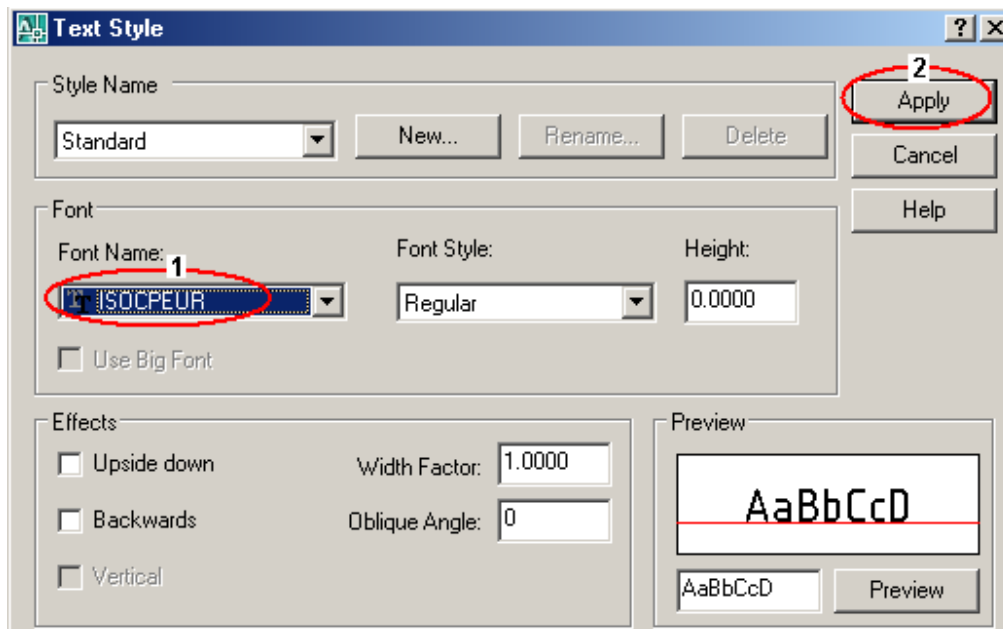 Text Style
Style Name
2
Apply
Standard
New...
Rename...
Delete
Cancel
Help
Font
Font Name:
Font Style:
Height:
1
ISOCPEUR
Regular
0.0000
Use Big Font
Effects
Upside down
Width Factor:
1.0000
Backwards
Oblique Angle:
0
Vertical
Preview
AaBbCcD
AaBbCcD
Preview